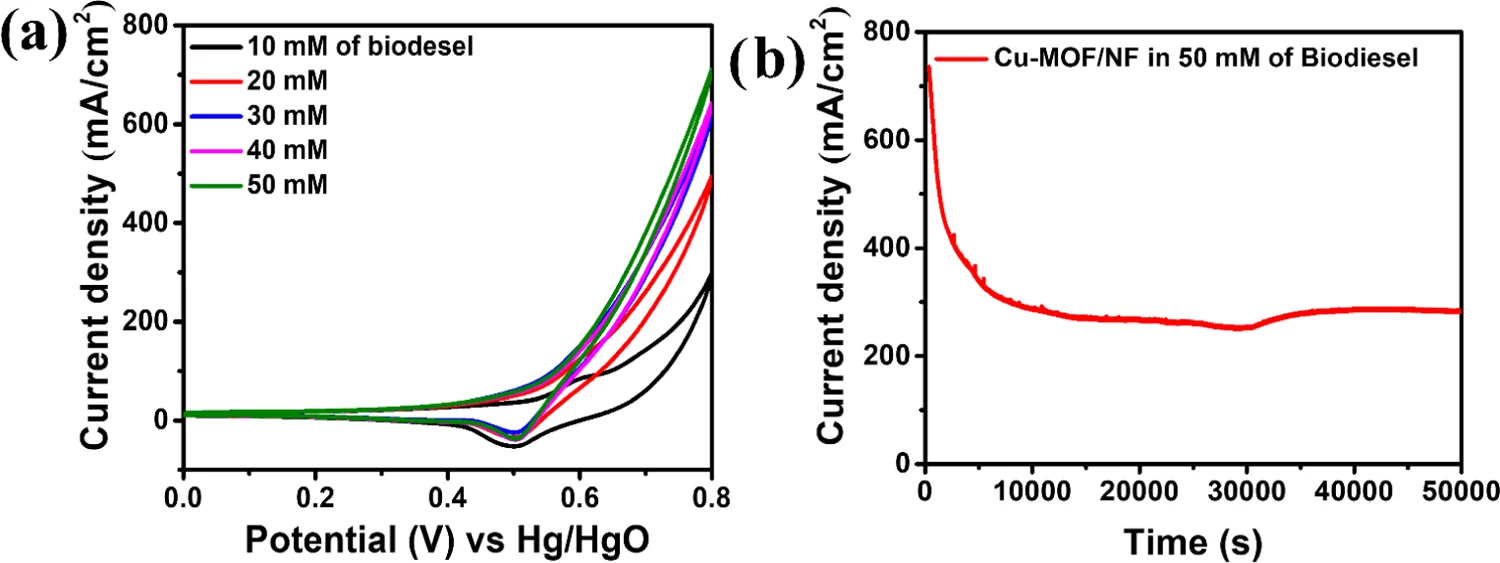 (a)
800
600
400
200
0
Current density (mA/cm²)
10 mM of biodesel
20 mM
30 mM
40 mM
50 mM
0.0 0.2 0.4 0.6 0.8
Potential (V) vs Hg/HgO
(b)
800
600
400
200
0
Current density (mA/cm²)
Cu-MOF/NF in 50 mM of Biodiesel
0 10000 20000 30000 40000 50000
Time (s)